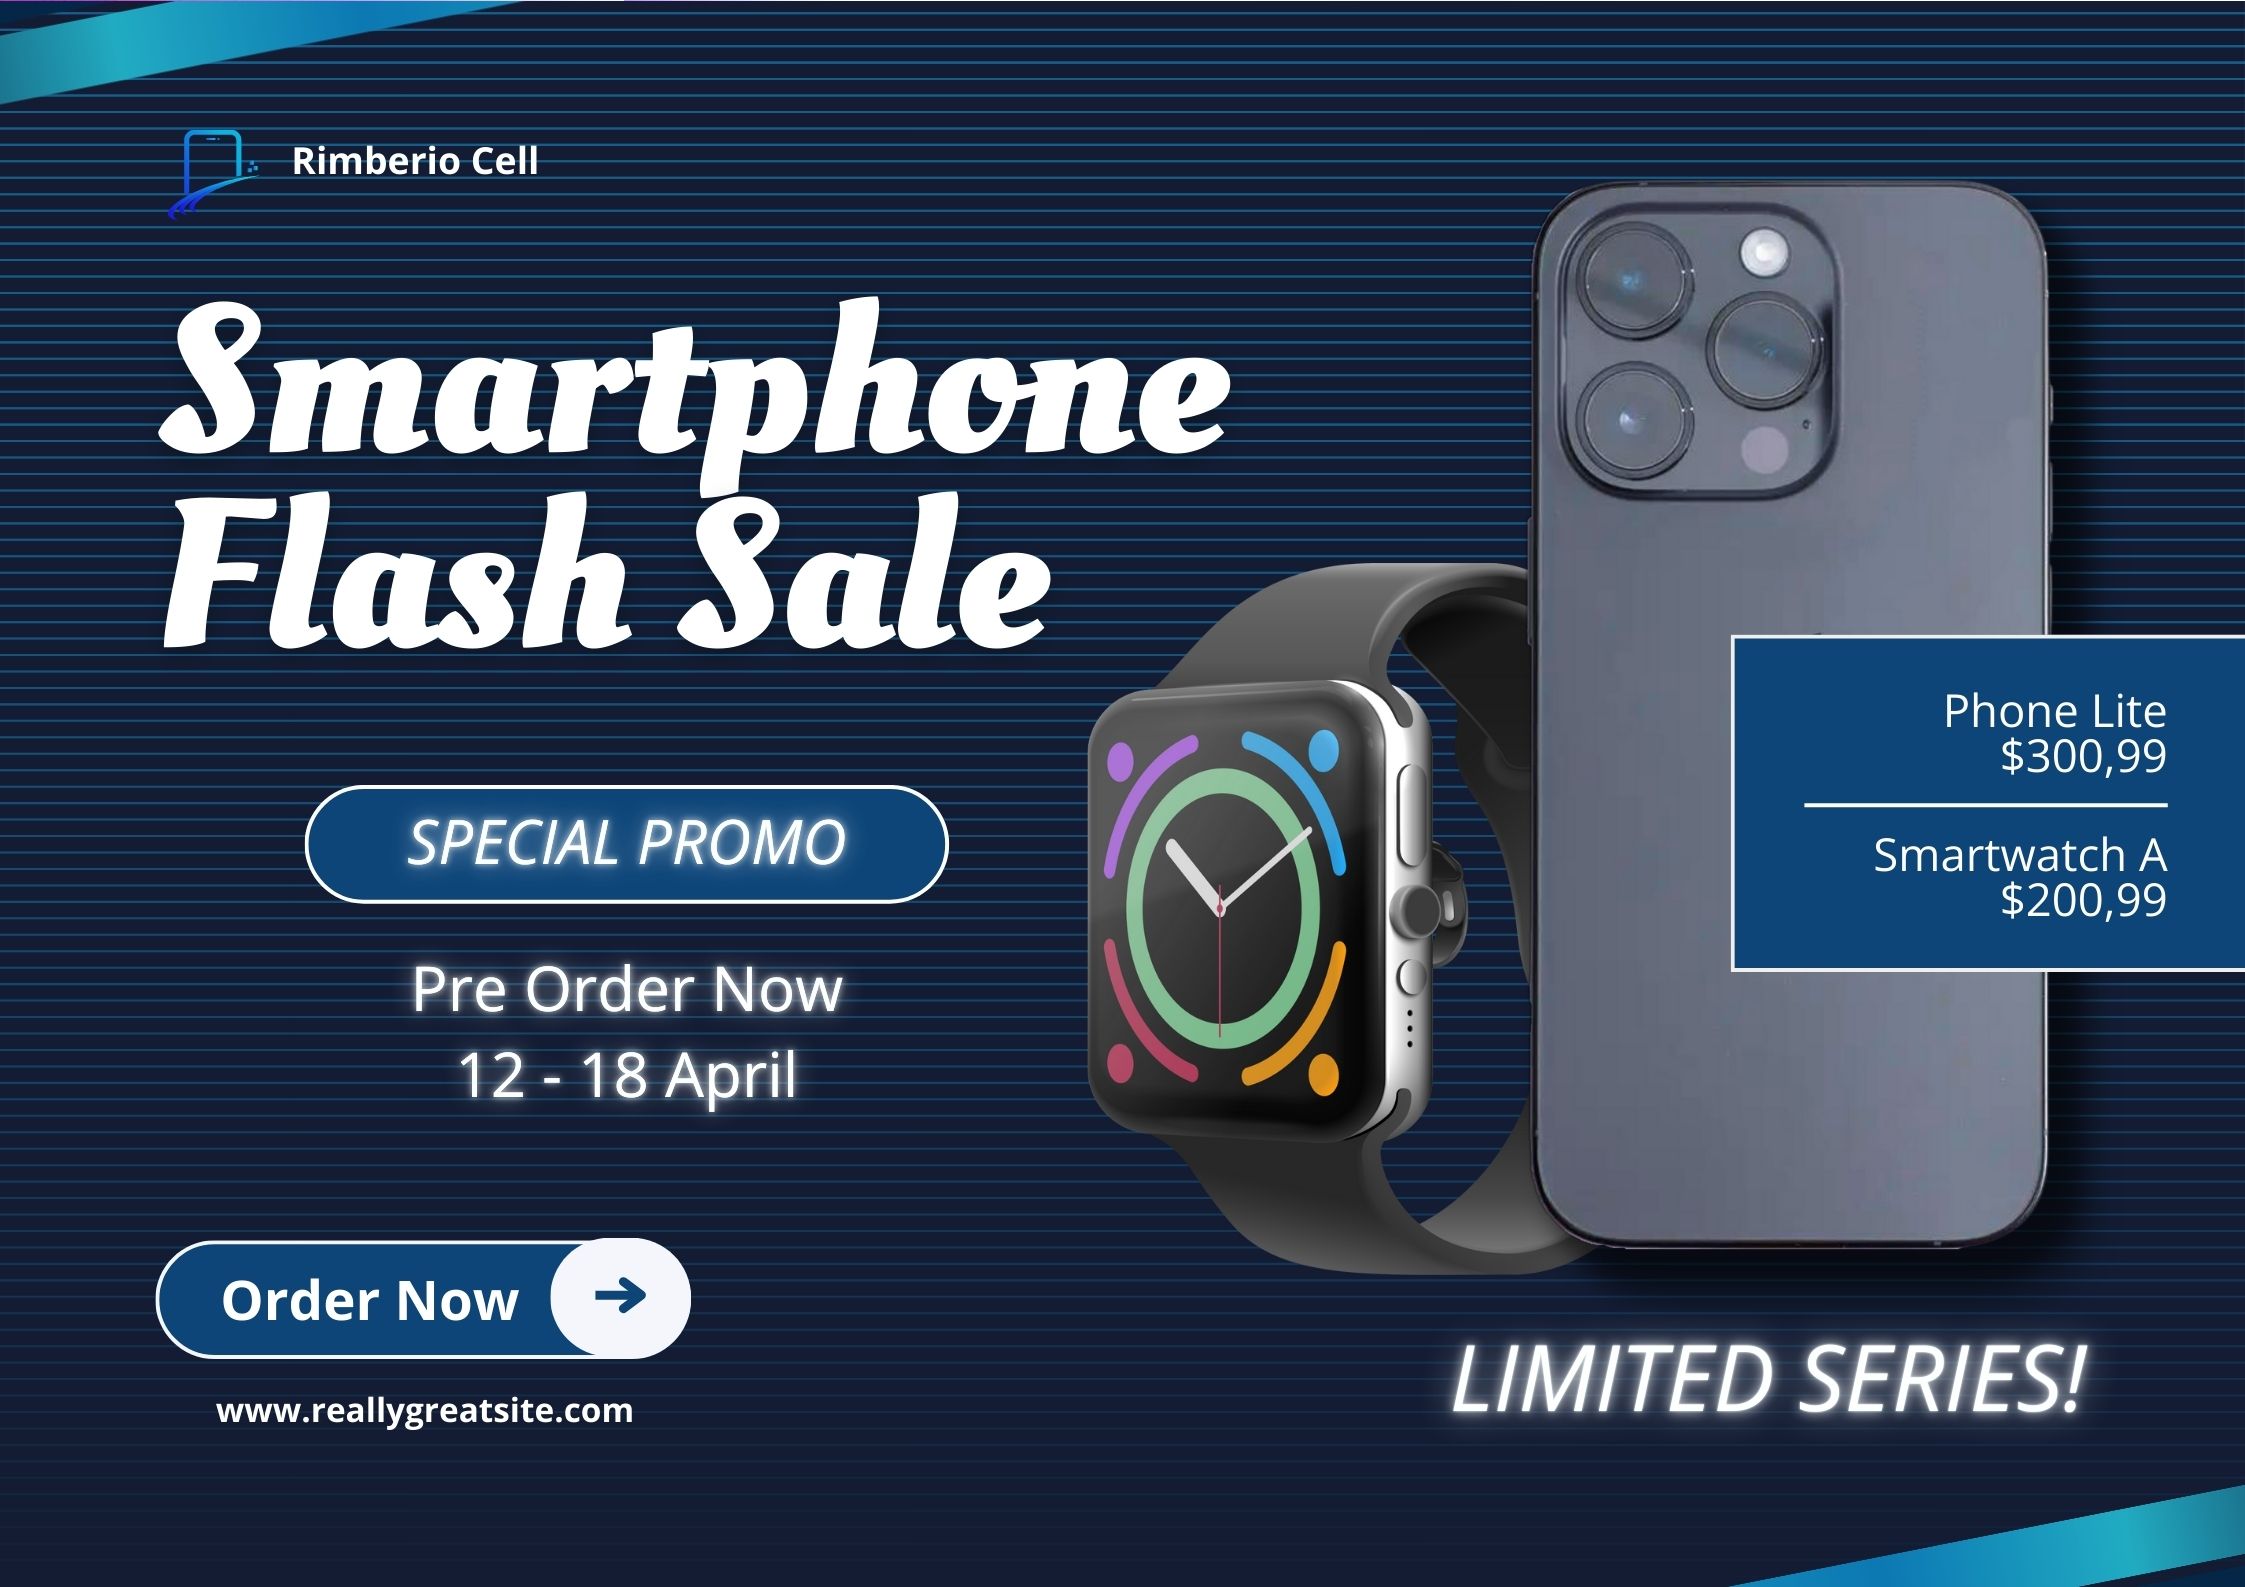 Rimberio Cell
Smartphone
Flash Sale
SPECIAL PROMO
Pre Order Now
12 - 18 April
Order Now
www.reallygreatsite.com
Phone Lite
$300,99
Smartwatch A
$200,99
LIMITED SERIES!